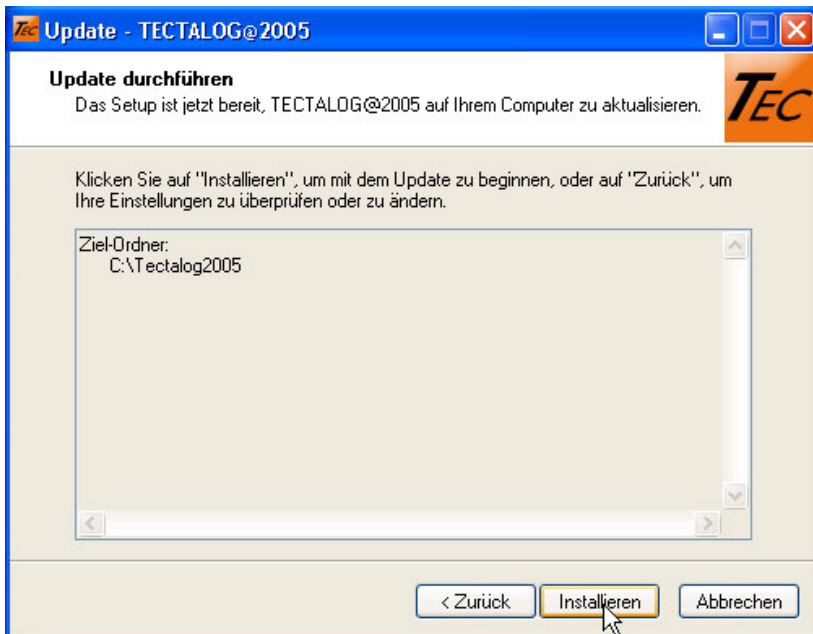 TEC Update - TECTALOG@2005
Update durchführen
Das Setup ist jetzt bereit, TECTALOG@2005 auf Ihrem Computer zu aktualisieren.
TEC
Klicken Sie auf "Installieren", um mit dem Update zu beginnen, oder auf "Zurück", um
Ihre Einstellungen zu überprüfen oder zu ändern.
Ziel-Ordner:
C:\Tectalog2005
< Zurück Installieren Abbrechen